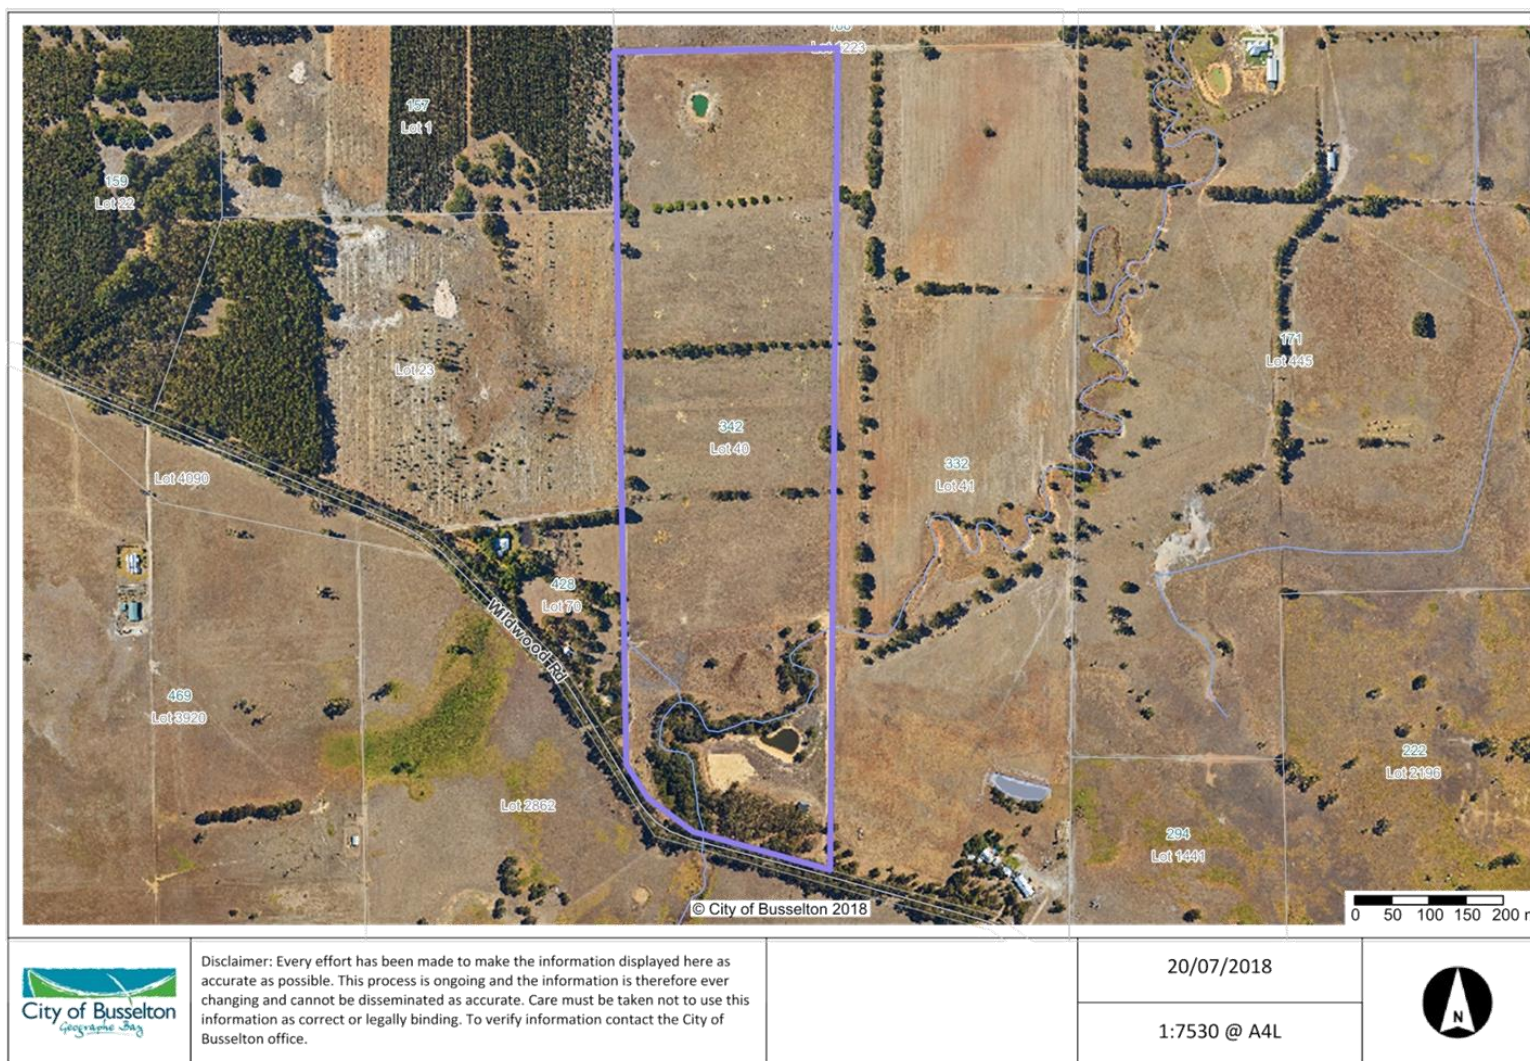 Lot 1223
157
Lot 1
159
Lot 22
171
Lot 445
Lot 23
342
Lot 40
332
Lot 41
Lot 4090
428
Lot 70
Wildwood Rd
469
Lot 3920
222
Lot 2196
Lot 2862
294
Lot 1441
© City of Busselton 2018
0 50 100 150 200 m
City of Busselton
Geographe Bay
Disclaimer: Every effort has been made to make the information displayed here as
accurate as possible. This process is ongoing and the information is therefore ever
changing and cannot be disseminated as accurate. Care must be taken not to use this
information as correct or legally binding. To verify information contact the City of
Busselton office.
20/07/2018
1:7530 @ A4L
N